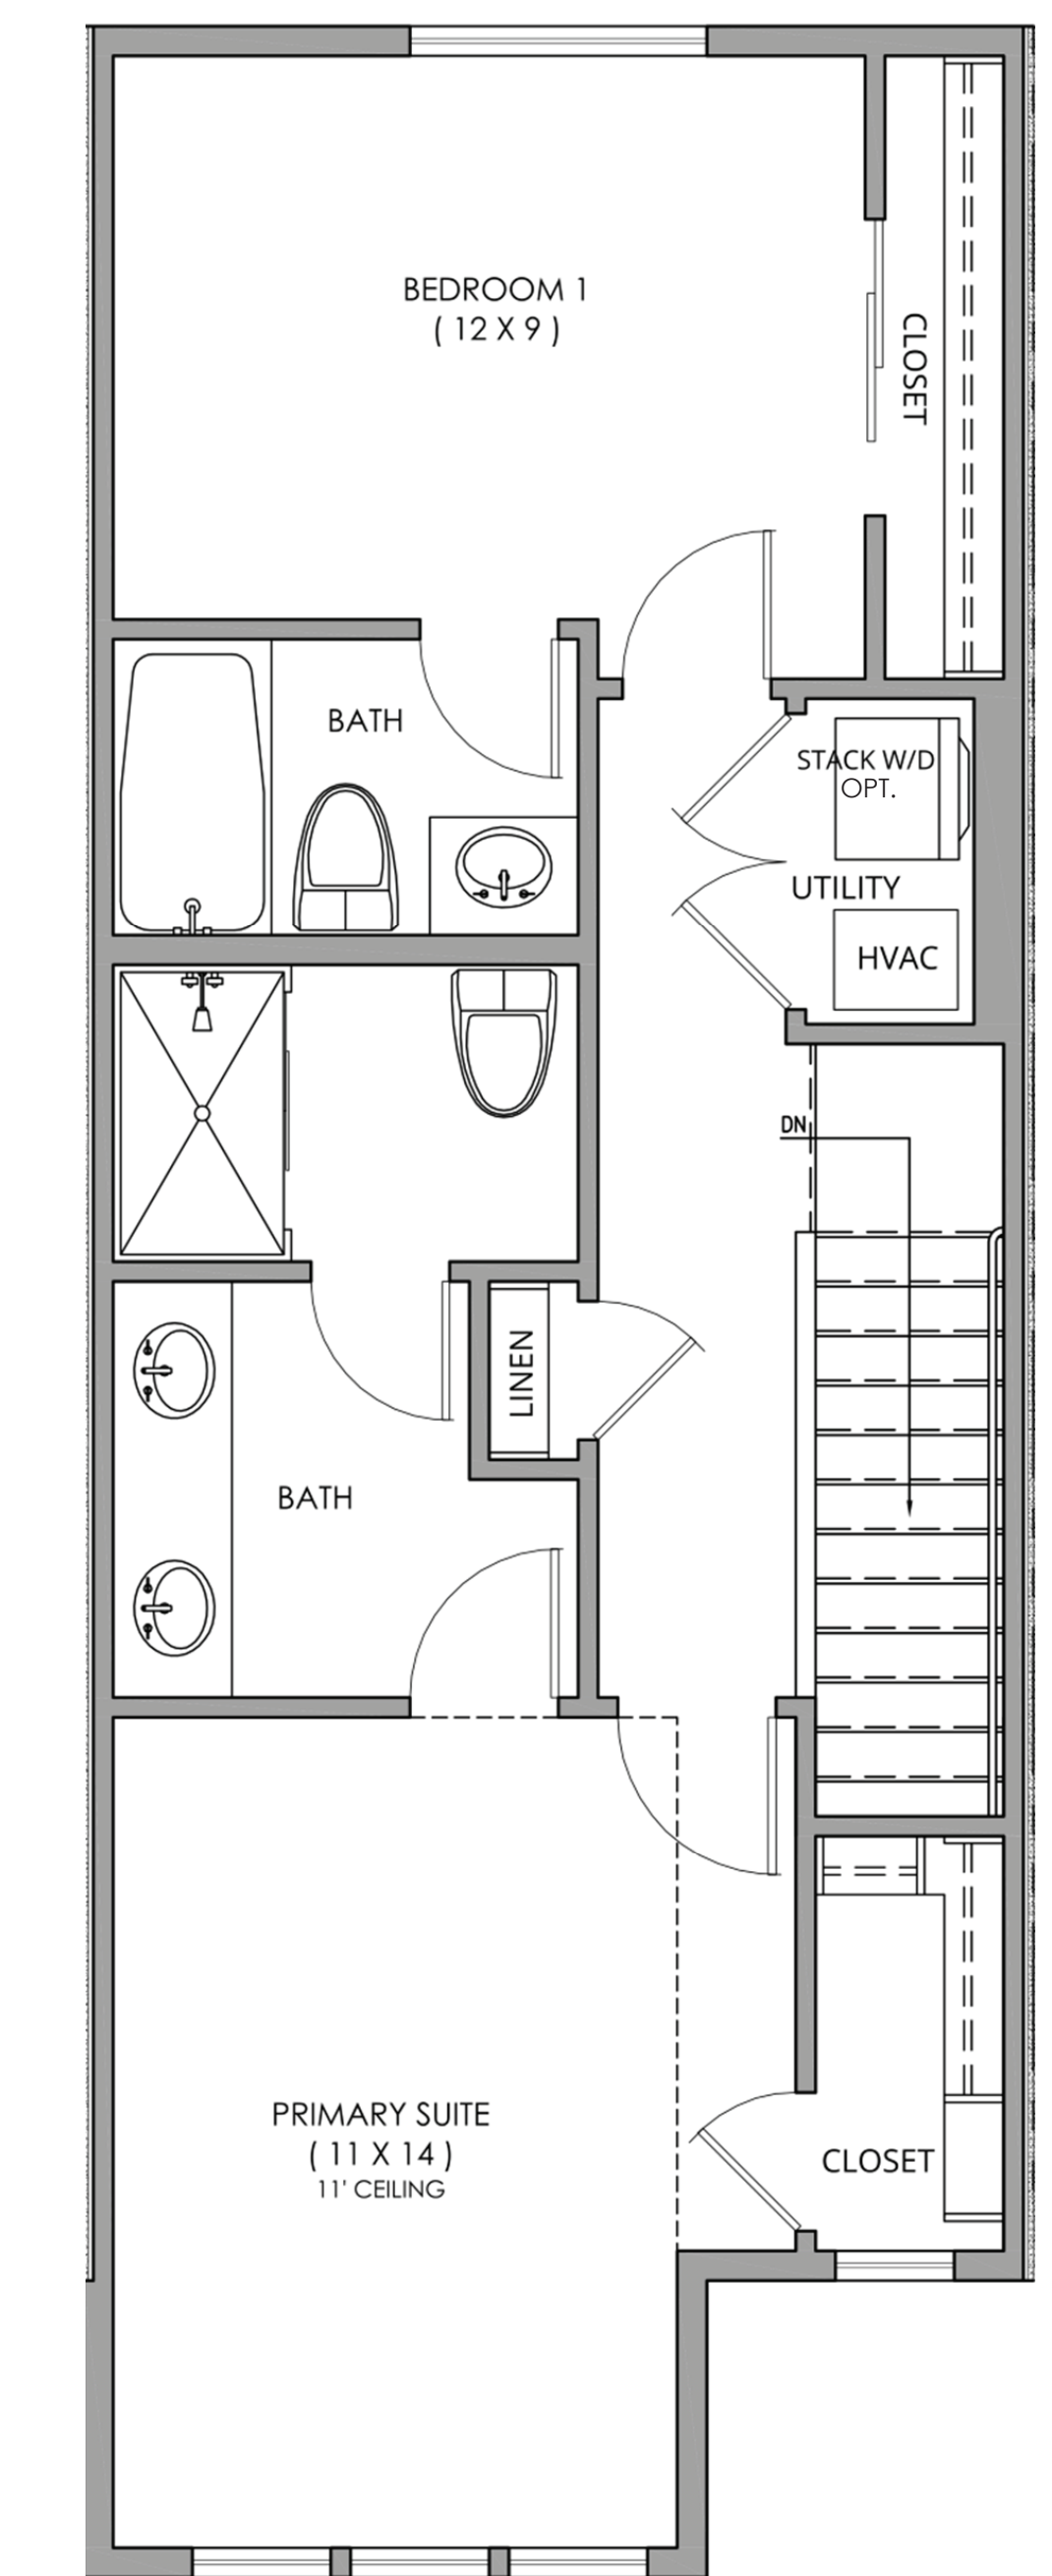 BEDROOM 1
( 12 X 9 )
CLOSET
BATH
STACK W/D
OPT.
UTILITY
HVAC
DN
LINEN
BATH
PRIMARY SUITE
( 11 X 14 )
11' CEILING
CLOSET